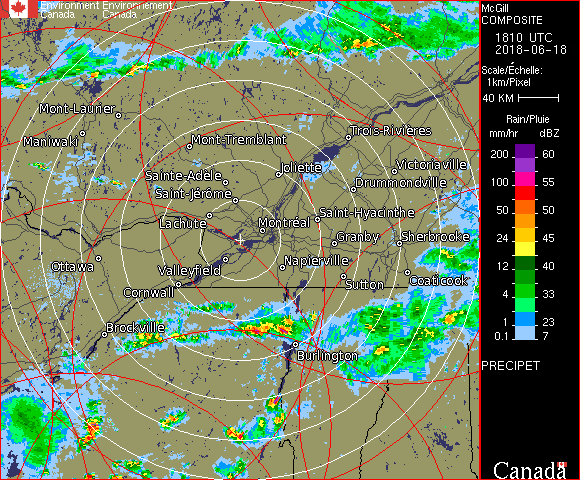 Environment Environnement
Canada Canada
McGill
COMPOSITE
1810 UTC
2018-06-18
Scale/Échelle:
1km/Pixel
40 KM
Rain/Pluie
mm/hr dBZ
200 60
100 55
50 50
24 45
12 40
4 33
1 23
0.1 7
PRECIPET
Canada
Mont-Laurier
Maniwaki
Mont-Tremblant
Trois-Rivières
Joliette
Victoriaville
Sainte-Adèle
Drummondville
Saint-Jérôme
Saint-Hyacinthe
Lachute
Montréal
Granby
Sherbrooke
Ottawa
Napierville
Valleyfield
Coaticook
Sutton
Cornwall
Brockville
Burlington